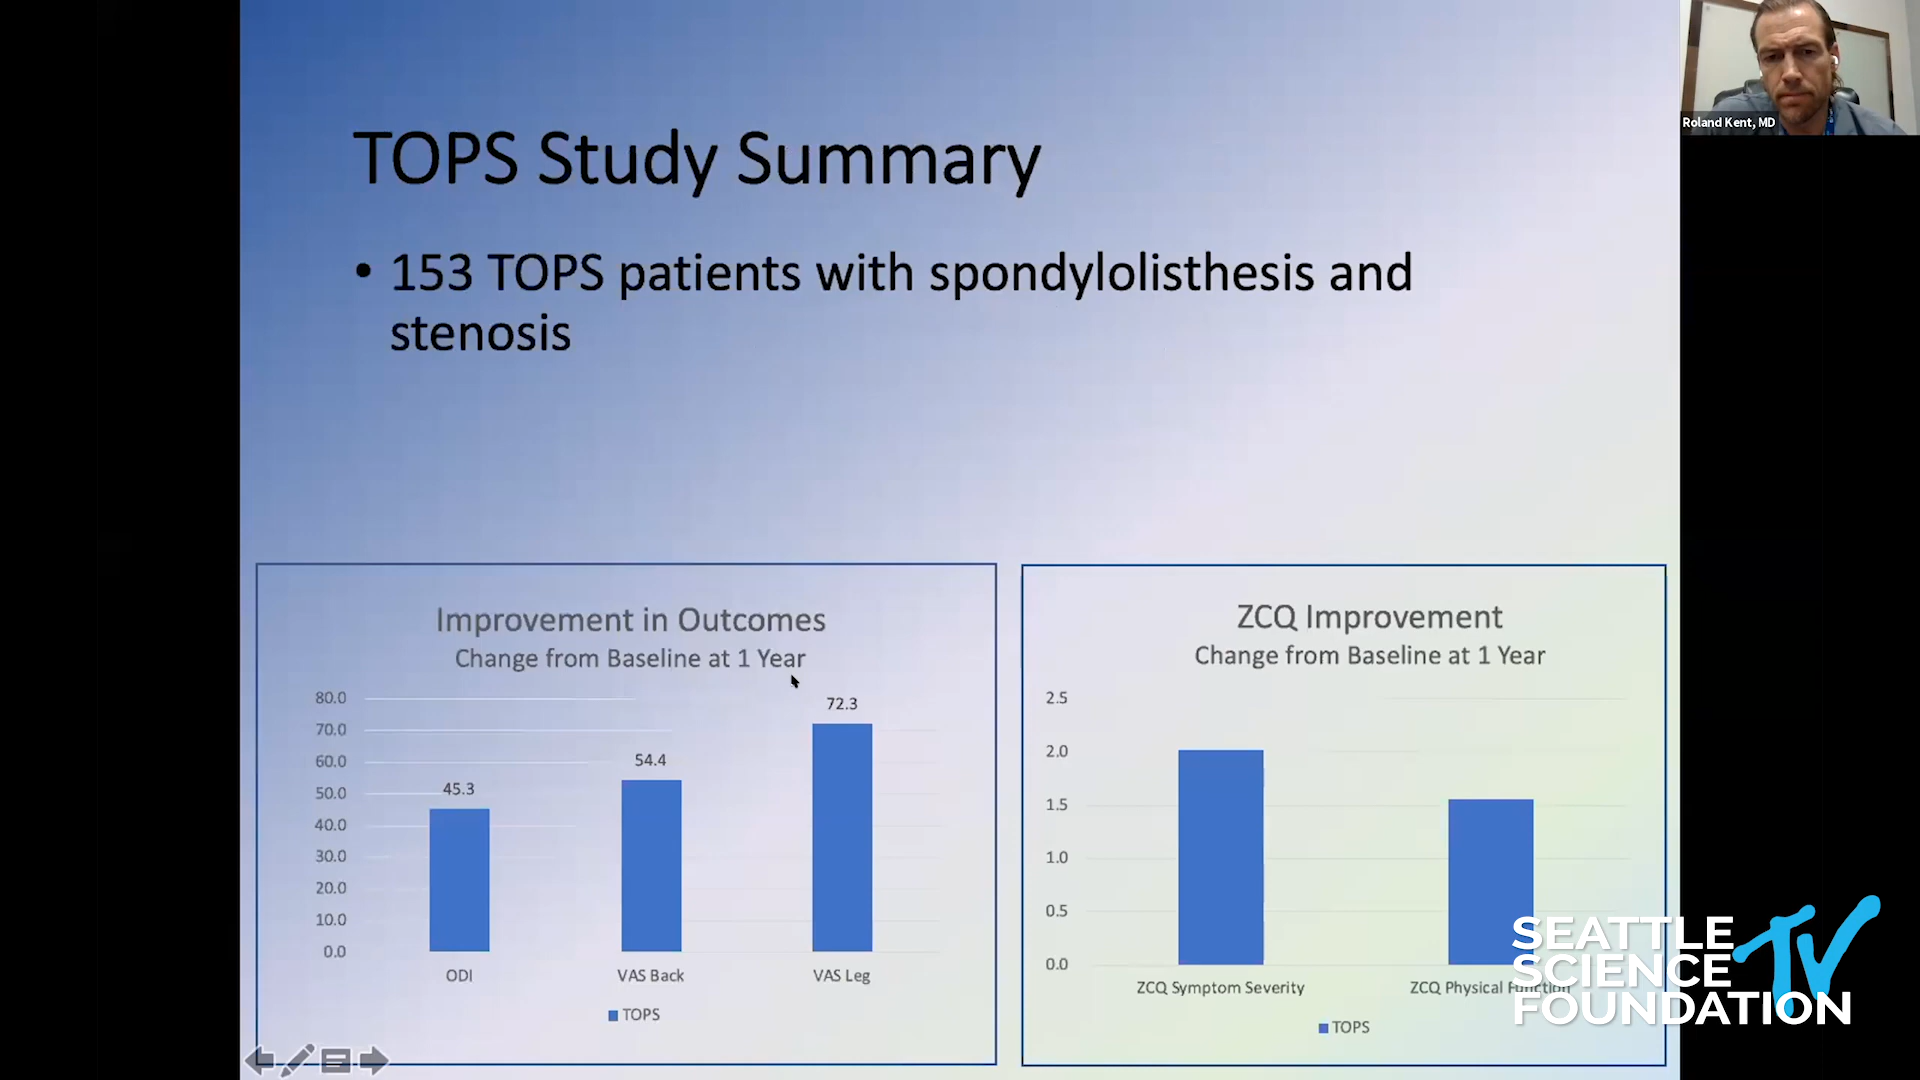 TOPS Study Summary
• 153 TOPS patients with spondylolisthesis and
stenosis
Improvement in Outcomes
Change from Baseline at 1 Year
80.0
70.0
60.0
50.0
40.0
30.0
20.0
10.0
0.0
45.3
54.4
72.3
ODI
VAS Back
VAS Leg
TOPS
ZCQ Improvement
Change from Baseline at 1 Year
2.5
2.0
1.5
1.0
0.5
0.0
ZCQ Symptom Severity
ZCQ Physical Function
TOPS
Roland Kent, MD
SEATTLE
SCIENCE
FOUNDATION
TV